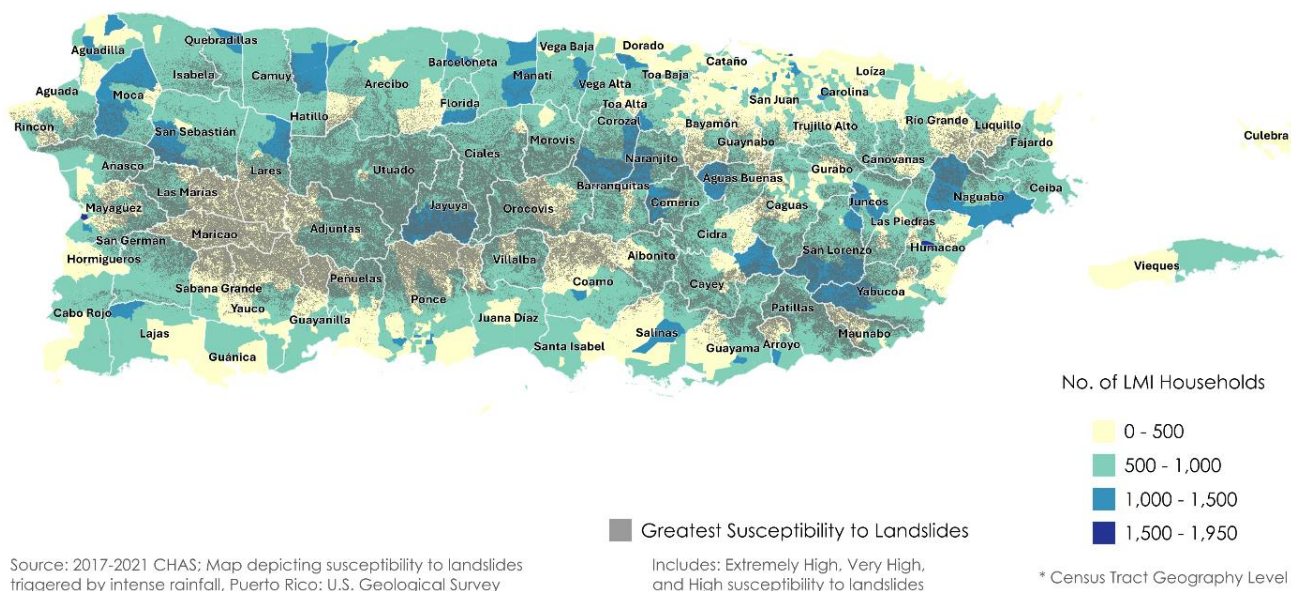 Quebradillas
Aguadilla
Isabela
Camuy
Arecibo
Barceloneta
Manatí
Vega Baja
Dorado
Vega Alta
Toa Baja
Cataño
Loíza
Aguada
Moca
Hatillo
Florida
Toa Alta
San Juan
Carolina
Rincón
San Sebastián
Morovis
Corozal
Bayamón
Trujillo Alto
Río Grande
Luquillo
Culebra
Anasco
Lares
Utuado
Ciales
Naranjito
Guaynabo
Canovanas
Fajardo
Las Marías
Barranquitas
Aguas Buenas
Gurabo
Naguabo
Ceiba
Mayaguez
Maricao
Adjuntas
Jayuya
Orocovis
Comerio
Caguas
Juncos
Las Piedras
San German
Cidra
San Lorenzo
Humacao
Hormigueros
Villalba
Aibonito
Vieques
Sabana Grande
Peñuelas
Coamo
Cayey
Yabucoa
Cabo Rojo
Yauco
Guayanilla
Ponce
Juana Díaz
Patillas
Lajas
Salinas
Maunabo
Guánica
Santa Isabel
Guayama
Arroyo
No. of LMI Households
0 - 500
500 - 1,000
1,000 - 1,500
1,500 - 1,950
Greatest Susceptibility to Landslides
Source: 2017-2021 CHAS; Map depicting susceptibility to landslides
triggered by intense rainfall, Puerto Rico: U.S. Geological Survey
Includes: Extremely High, Very High,
and High susceptibility to landslides
* Census Tract Geography Level